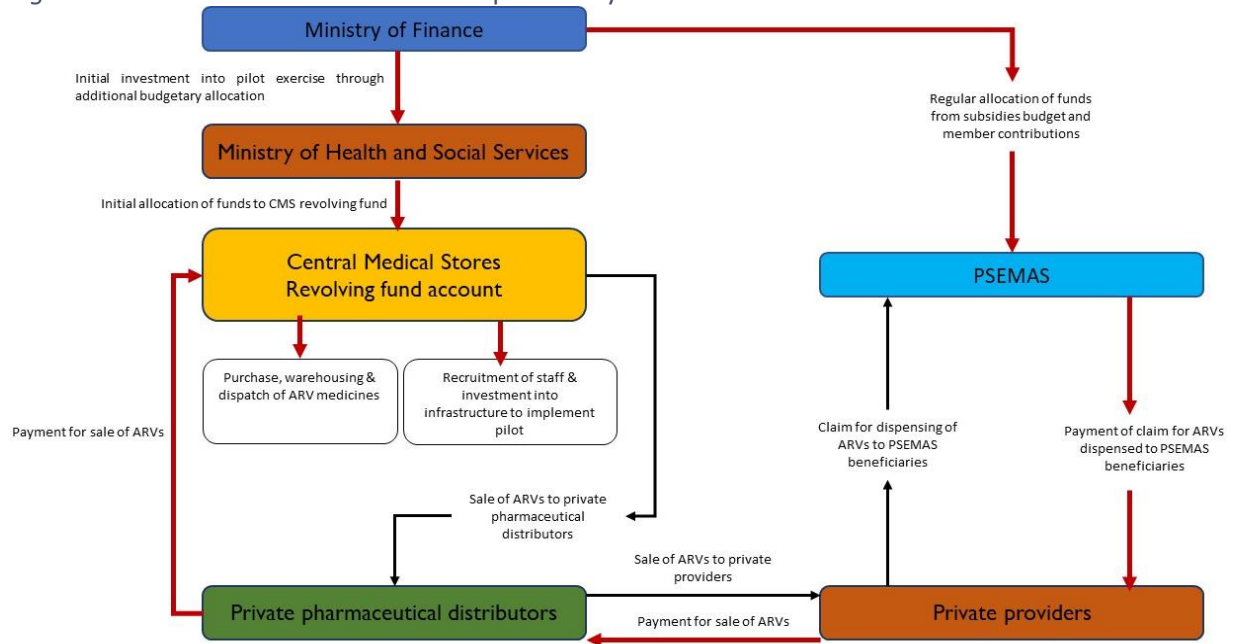 Ministry of Finance
Initial investment into pilot exercise through
additional budgetary allocation
Regular allocation of funds
from subsidies budget and
member contributions
Ministry of Health and Social Services
Initial allocation of funds to CMS revolving fund
Central Medical Stores
Revolving fund account
PSEMAS
Purchase, warehousing &
dispatch of ARV medicines
Recruitment of staff &
investment into
infrastructure to implement
pilot
Payment for sale of ARVs
Claim for dispensing of
ARVs to PSEMAS
beneficiaries
Payment of claim for ARVs
dispensed to PSEMAS
beneficiaries
Sale of ARVs to private
pharmaceutical
distributors
Sale of ARVs to private
providers
Private pharmaceutical distributors
Payment for sale of ARVs
Private providers